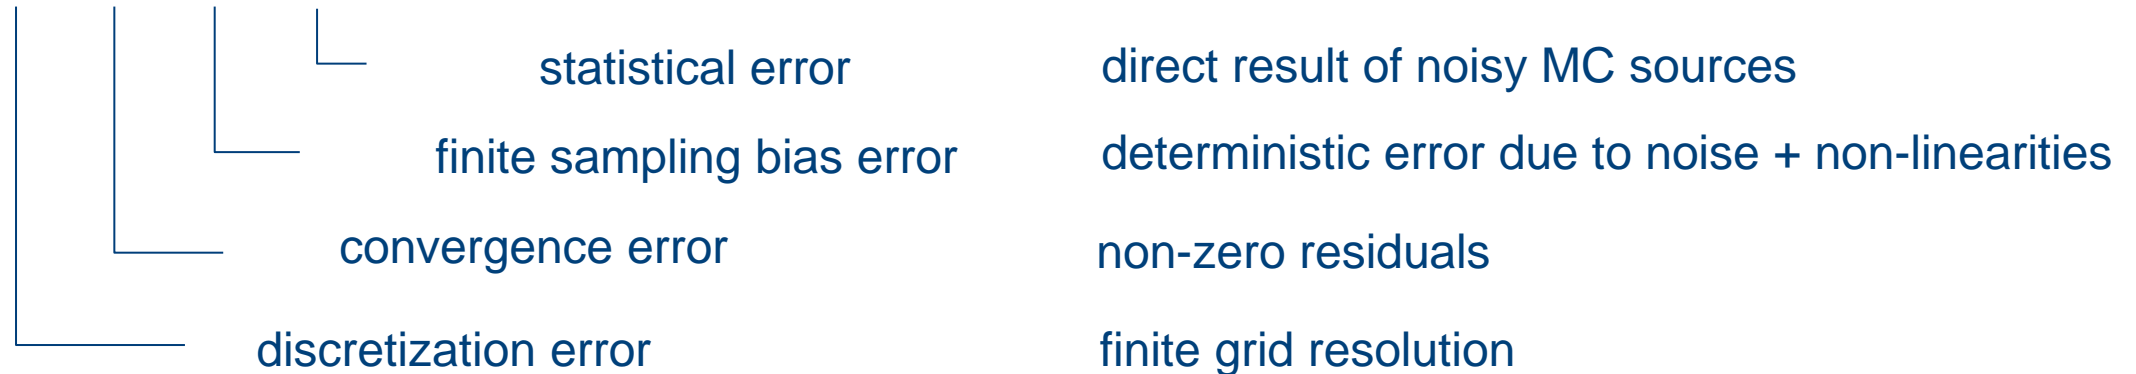 statistical error direct result of noisy MC sources
finite sampling bias error deterministic error due to noise + non-linearities
convergence error non-zero residuals
discretization error finite grid resolution